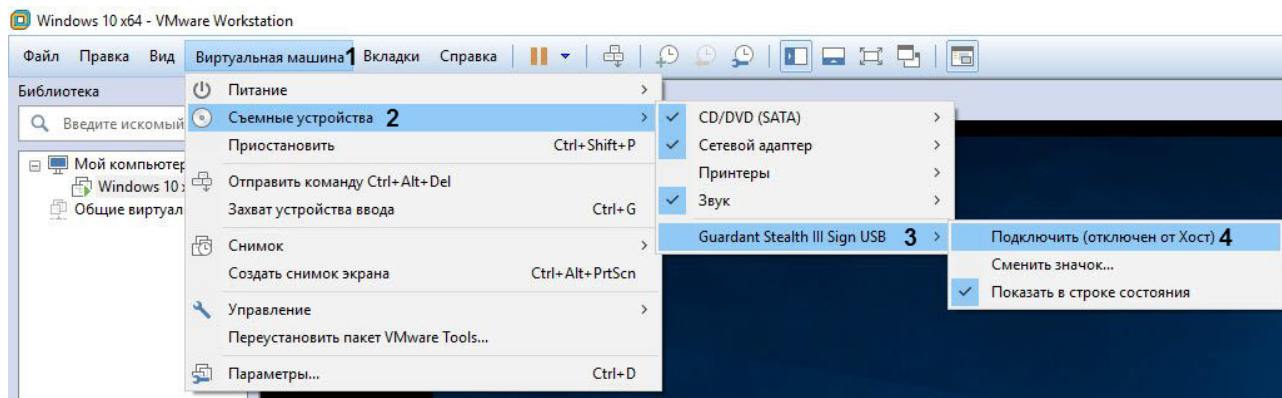 Windows 10 x64 - VMware Workstation
Файл Правка Вид Виртуальная машина 1 Вкладки Справка
Библиотека
Введите искомый
Мой компьютер
Windows 10 x
Общие виртуал
Питание
Съемные устройства 2
Приостановить Ctrl+Shift+P
Отправить команду Ctrl+Alt+Del
Захват устройства ввода Ctrl+G
Снимок
Создать снимок экрана Ctrl+Alt+PrtScn
Управление
Переустановить пакет VMware Tools...
Параметры... Ctrl+D
CD/DVD (SATA)
Сетевой адаптер
Принтеры
Звук
Guardant Stealth III Sign USB 3
Подключить (отключен от Хост) 4
Сменить значок...
Показать в строке состояния